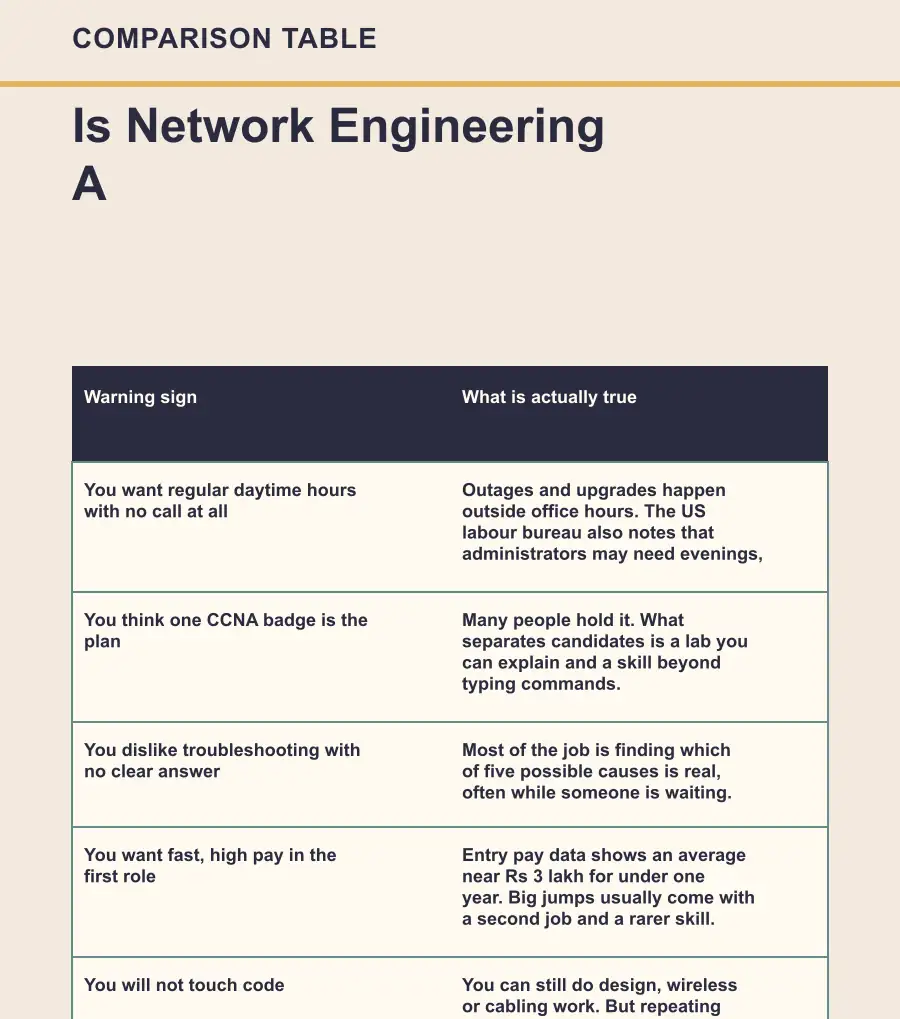 COMPARISON TABLE
Is Network Engineering
A
Warning sign
What is actually true
You want regular daytime hours
with no call at all
Outages and upgrades happen
outside office hours. The US
labour bureau also notes that
administrators may need evenings,
You think one CCNA badge is the
plan
Many people hold it. What
separates candidates is a lab you
can explain and a skill beyond
typing commands.
You dislike troubleshooting with
no clear answer
Most of the job is finding which
of five possible causes is real,
often while someone is waiting.
You want fast, high pay in the
first role
Entry pay data shows an average
near Rs 3 lakh for under one
year. Big jumps usually come with
a second job and a rarer skill.
You will not touch code
You can still do design, wireless
or cabling work. But repeating